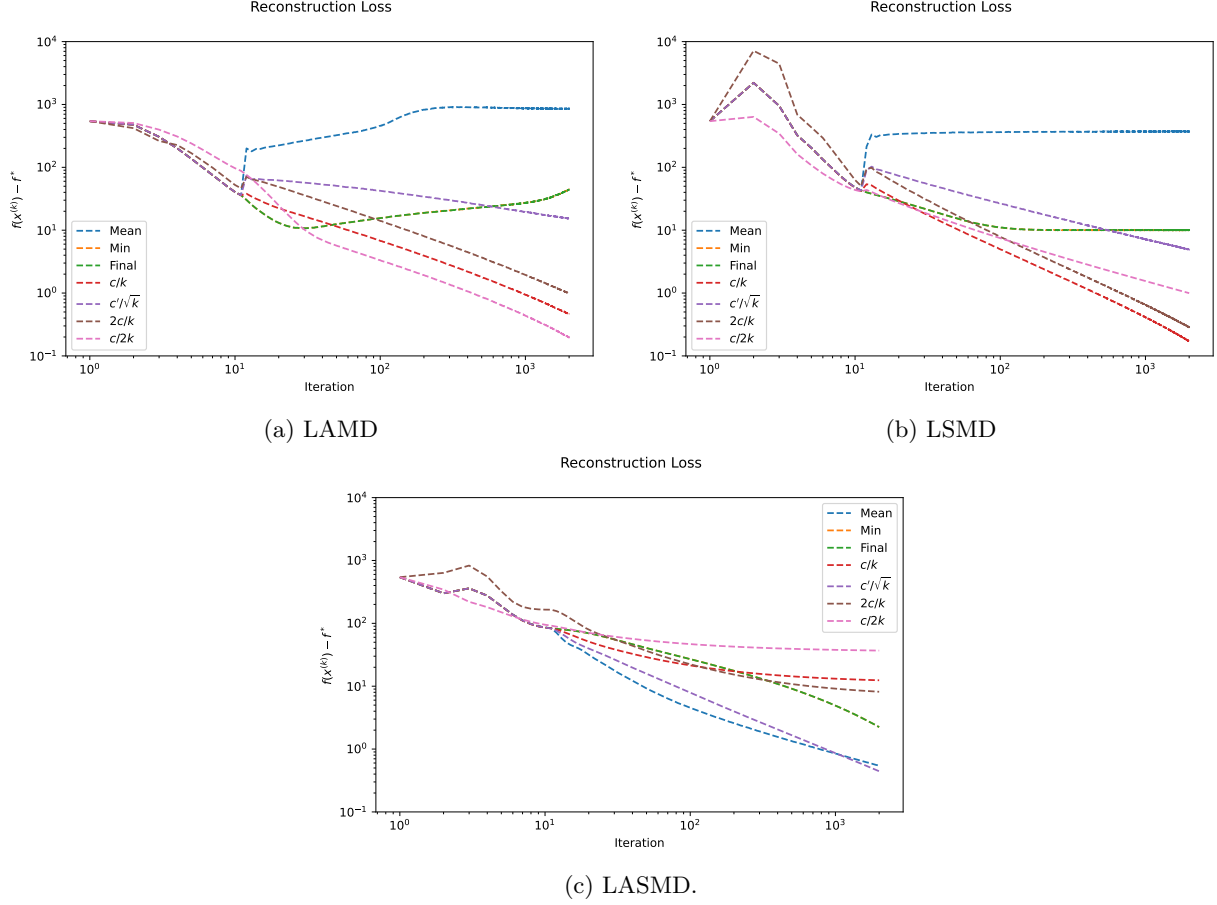 Reconstruction Loss
10^4
10^3
10^2
10^1
10^0
10^{-1}
f(x^{(k)}) − f^*
Mean
Min
Final
c/k
c′/√k
2c/k
c/2k
10^0
10^1
10^2
10^3
Iteration
(a) LAMD
Reconstruction Loss
10^4
10^3
10^2
10^1
10^0
10^{-1}
f(x^{(k)}) − f^*
Mean
Min
Final
c/k
c′/√k
2c/k
c/2k
10^0
10^1
10^2
10^3
Iteration
(b) LSMD
Reconstruction Loss
10^4
10^3
10^2
10^1
10^0
10^{-1}
f(x^{(k)}) − f^*
Mean
Min
Final
c/k
c′/√k
2c/k
c/2k
10^0
10^1
10^2
10^3
Iteration
(c) LASMD.